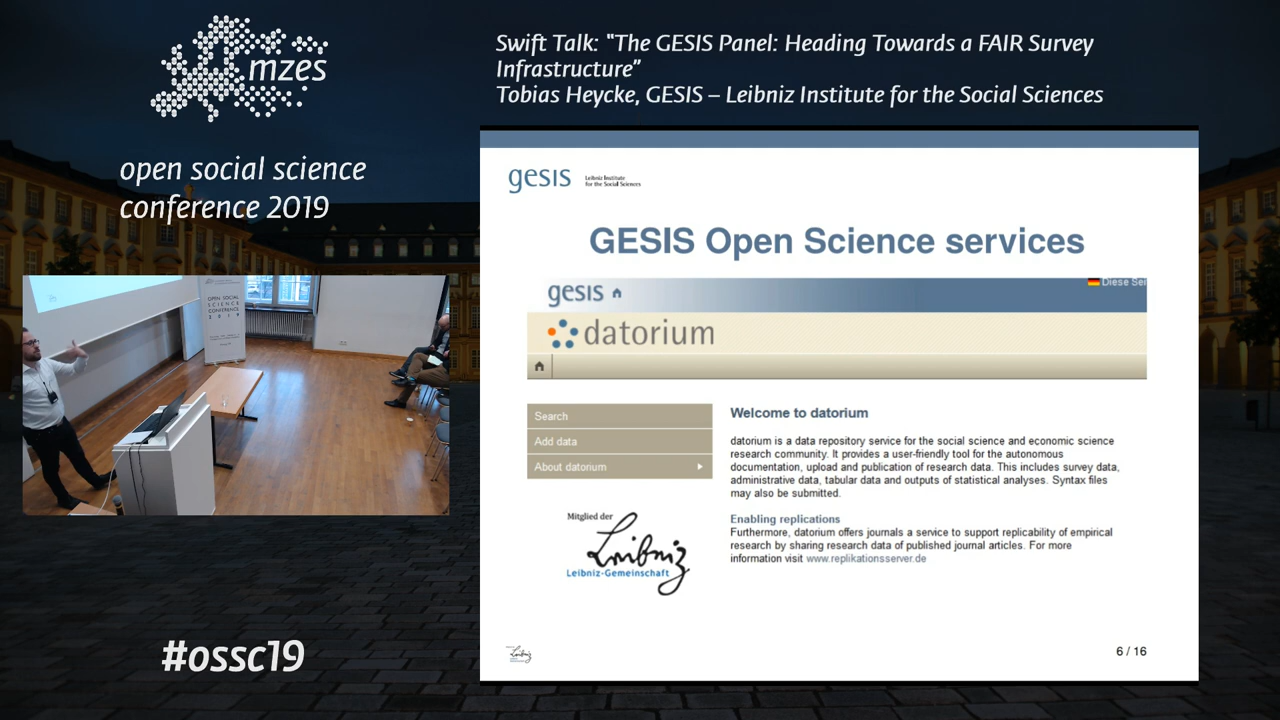 mzes
open social science
conference 2019
Swift Talk: “The GESIS Panel: Heading Towards a FAIR Survey
Infrastructure”
Tobias Heycke, GESIS – Leibniz Institute for the Social Sciences
OPEN SOCIAL
SCIENCE
CONFERENCE
2019
#ossc19
gesis
Leibniz Institute
for the Social Sciences
GESIS Open Science services
gesis
Diese Sei
datorium
Search
Add data
About datorium
Mitglied der
Leibniz
Leibniz-Gemeinschaft
Welcome to datorium
datorium is a data repository service for the social science and economic science
research community. It provides a user-friendly tool for the autonomous
documentation, upload and publication of research data. This includes survey data,
administrative data, tabular data and outputs of statistical analyses. Syntax files
may also be submitted.
Enabling replications
Furthermore, datorium offers journals a service to support replicability of empirical
research by sharing research data of published journal articles. For more
information visit www.replikationsserver.de
6 / 16